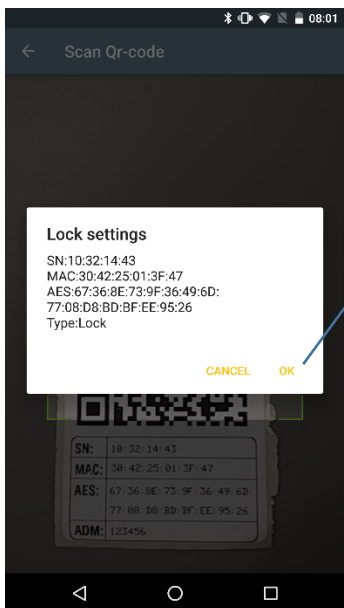 08:01
Scan Qr-code
Lock settings
SN:10:32:14:43
MAC:30:42:25:01:3F:47
AES:67:36:8E:73:9F:36:49:6D:
77:08:D8:BD:BF:EE:95:26
Type:Lock
CANCEL OK
SN: 10:32:14:43
MAC: 30:42:25:01:3F:47
AES: 67:36:8E:73:9F:36:49:6D:
77:08:D8:BD:BF:EE:95:26
ADM: 123456